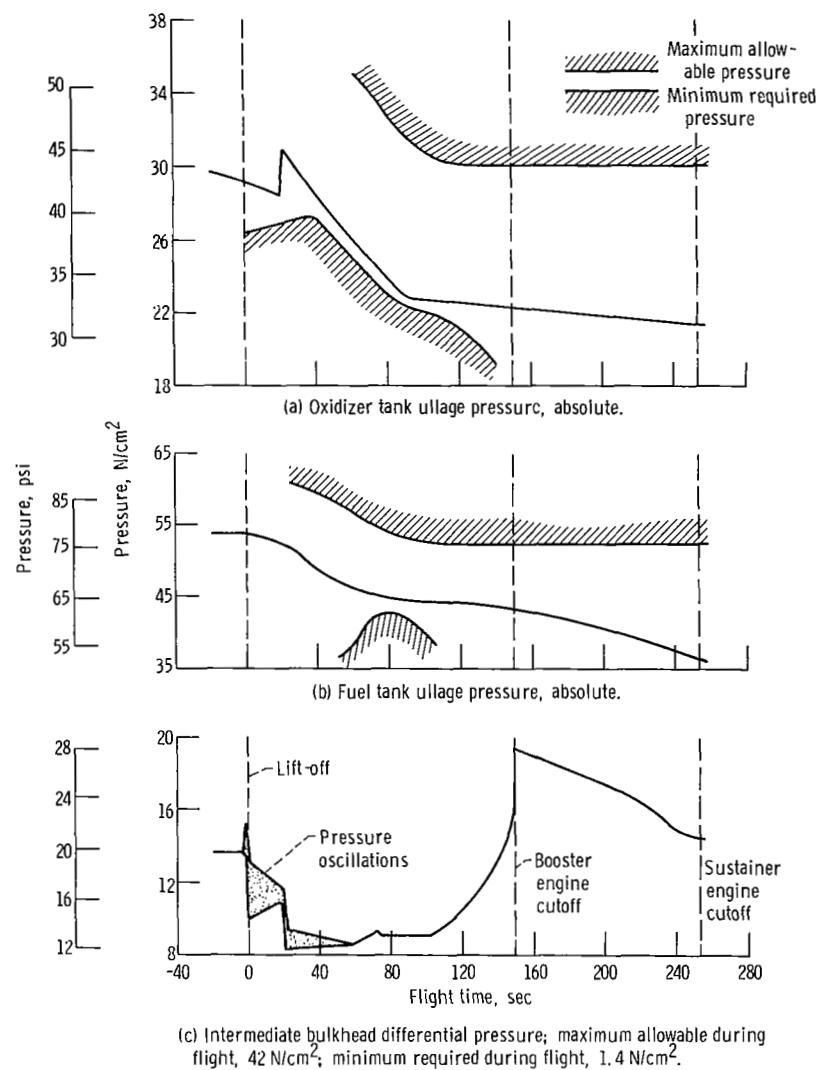 38
34
30
26
22
18
50
45
40
35
30
Maximum allow-
able pressure
Minimum required
pressure
(a) Oxidizer tank ullage pressure, absolute.
Pressure, psi
Pressure, N/cm2
65
55
45
35
85
75
65
55
(b) Fuel tank ullage pressure, absolute.
28
24
20
16
12
20
16
12
8
Lift-off
Pressure
oscillations
Booster
engine
cutoff
Sustainer
engine
cutoff
-40 0 40 80 120 160 200 240 280
Flight time, sec
(c) Intermediate bulkhead differential pressure; maximum allowable during
flight, 42 N/cm2; minimum required during flight, 1.4 N/cm2.